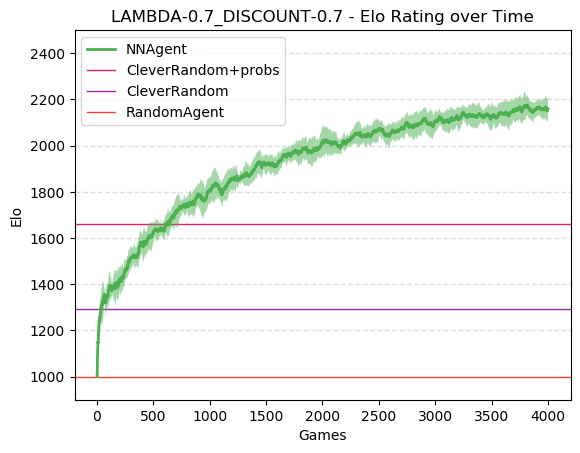 LAMBDA-0.7_DISCOUNT-0.7 - Elo Rating over Time
NNAgent
CleverRandom+probs
CleverRandom
RandomAgent
2400
2200
2000
1800
1600
1400
1200
1000
Elo
0 500 1000 1500 2000 2500 3000 3500 4000
Games